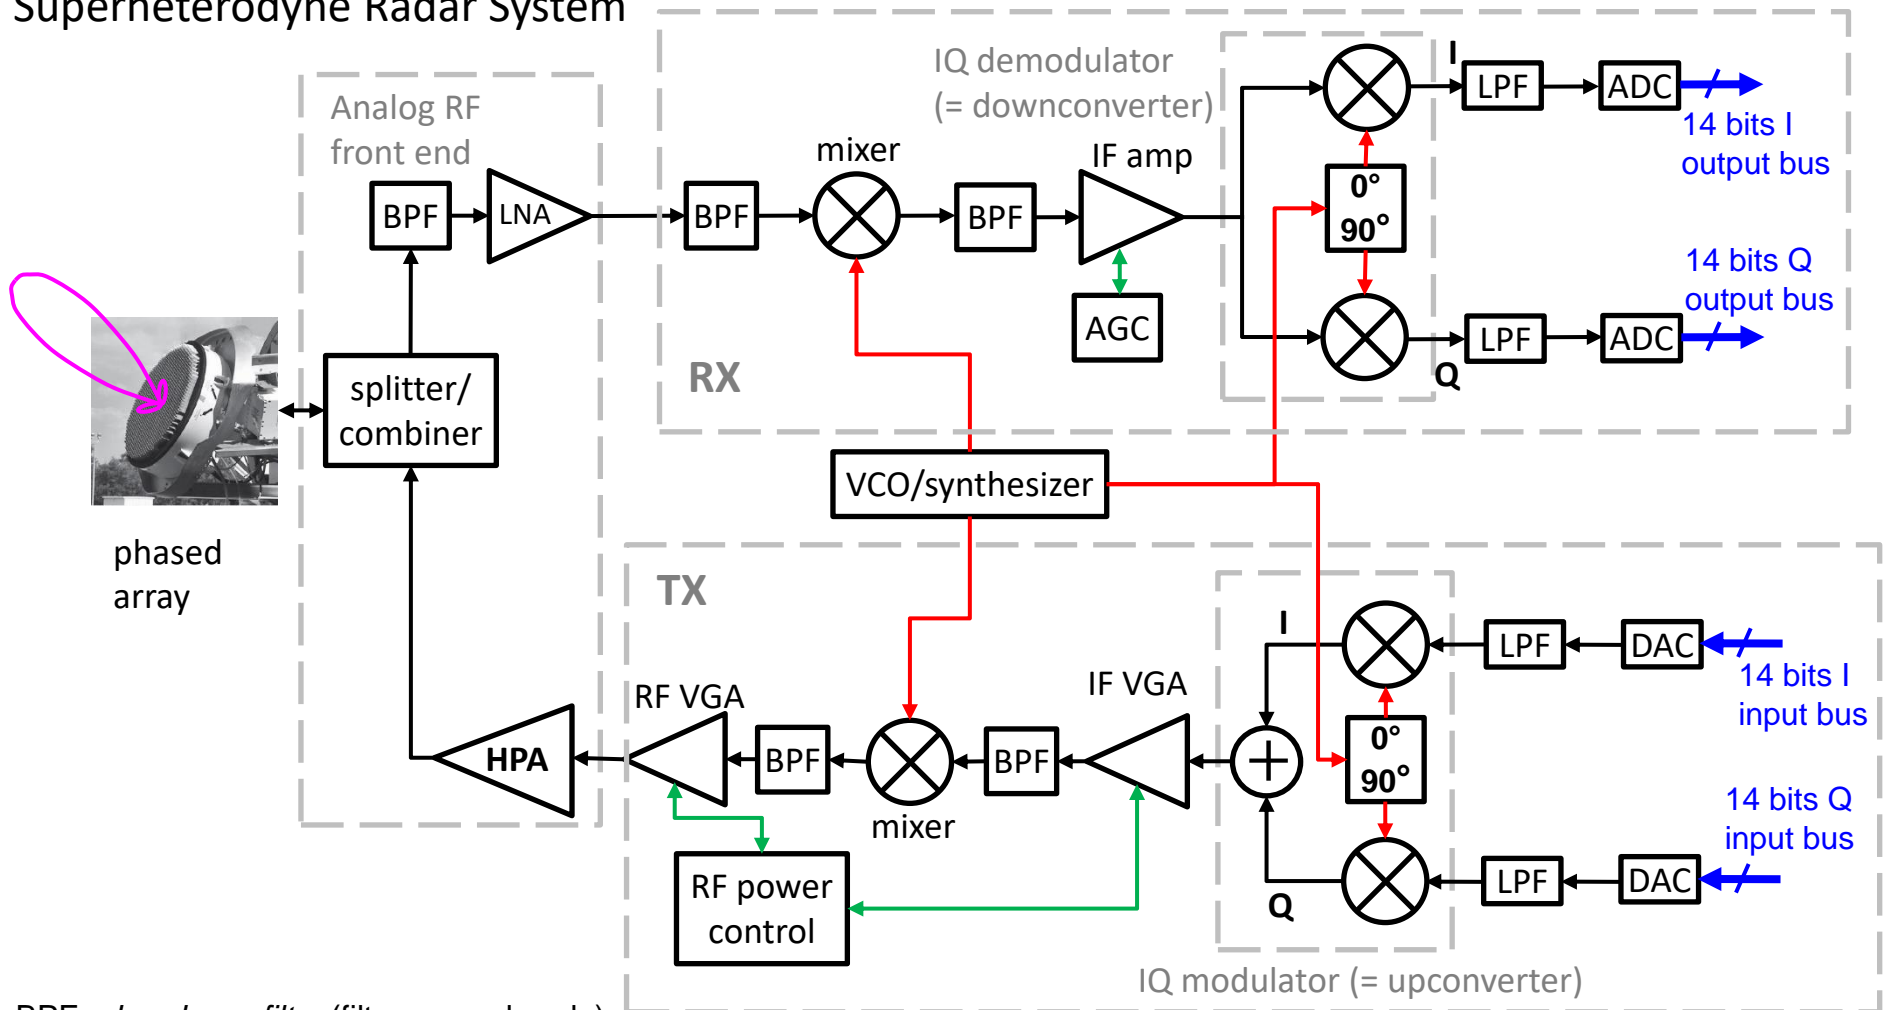 Superheterodyne Radar System
Analog RF
front end
IQ demodulator
(= downconverter)
mixer
IF amp
BPF
LNA
BPF
BPF
AGC
0°
90°
I
Q
LPF
ADC
14 bits I
output bus
LPF
ADC
14 bits Q
output bus
RX
splitter/
combiner
phased
array
VCO/synthesizer
TX
HPA
RF VGA
BPF
mixer
BPF
IF VGA
RF power
control
I
Q
+
0°
90°
LPF
DAC
14 bits I
input bus
LPF
DAC
14 bits Q
input bus
IQ modulator (= upconverter)